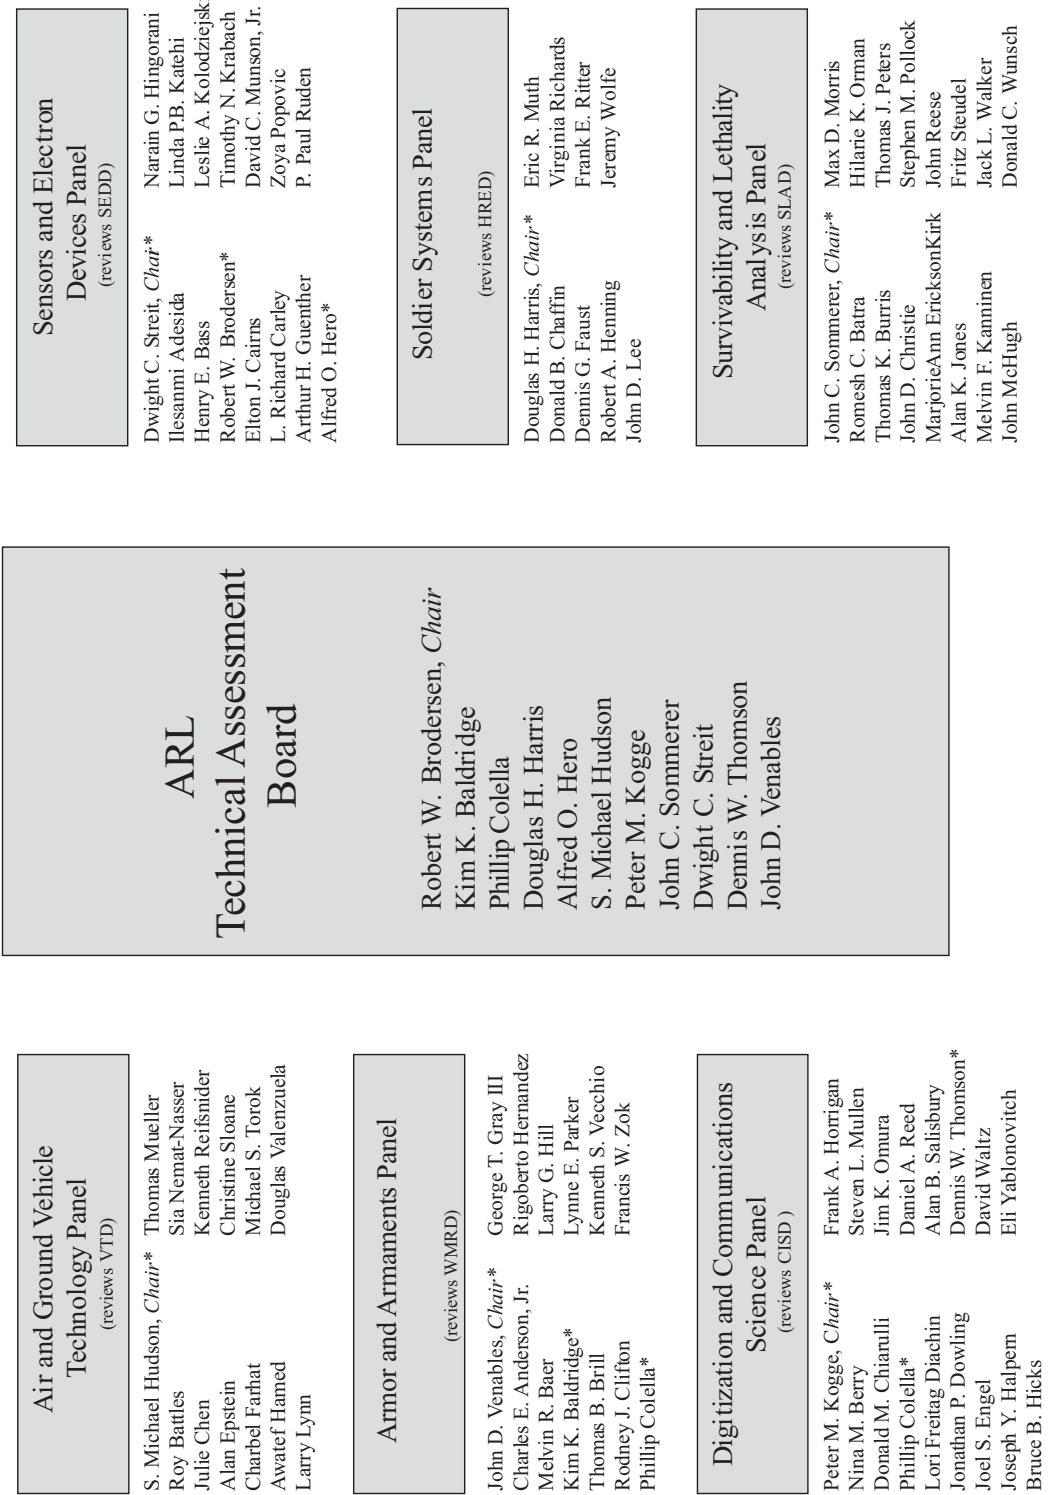 Air and Ground Vehicle
Technology Panel
(reviews VTD)
S. Michael Hudson, Chair*
Roy Battles
Julie Chen
Alan Epstein
Charbel Farhat
Awatef Hamed
Larry Lynn
Thomas Mueller
Sia Nemat-Nasser
Kenneth Reifsnider
Christine Sloane
Michael S. Torok
Douglas Valenzuela
Armor and Armaments Panel
(reviews WMRD)
John D. Venables, Chair*
Charles E. Anderson, Jr.
Melvin R. Baer
Kim K. Baldridge*
Thomas B. Brill
Rodney J. Clifton
Phillip Colella*
George T. Gray III
Rigoberto Hernandez
Larry G. Hill
Lynne E. Parker
Kenneth S. Vecchio
Francis W. Zok
Digitization and Communications
Science Panel
(reviews CISD )
Peter M. Kogge, Chair*
Nina M. Berry
Donald M. Chiarulli
Phillip Colella*
Lori Freitag Diachin
Jonathan P. Dowling
Joel S. Engel
Joseph Y. Halpern
Bruce B. Hicks
Frank A. Horrigan
Steven L. Mullen
Jim K. Omura
Daniel A. Reed
Alan B. Salisbury
Dennis W. Thomson*
David Waltz
Eli Yablonovitch
ARL
Technical Assessment
Board
Robert W. Brodersen, Chair
Kim K. Baldridge
Phillip Colella
Douglas H. Harris
Alfred O. Hero
S. Michael Hudson
Peter M. Kogge
John C. Sommerer
Dwight C. Streit
Dennis W. Thomson
John D. Venables
Sensors and Electron
Devices Panel
(reviews SEDD)
Dwight C. Streit, Chair*
Ilesanmi Adesida
Henry E. Bass
Robert W. Brodersen*
Elton J. Cairns
L. Richard Carley
Arthur H. Guenther
Alfred O. Hero*
Narain G. Hingorani
Linda P.B. Katehi
Leslie A. Kolodziejski
Timothy N. Krabach
David C. Munson, Jr.
Zoya Popovic
P. Paul Ruden
Soldier Systems Panel
(reviews HRED)
Douglas H. Harris, Chair*
Donald B. Chaffin
Dennis G. Faust
Robert A. Henning
John D. Lee
Eric R. Muth
Virginia Richards
Frank E. Ritter
Jeremy Wolfe
Survivability and Lethality
Analysis Panel
(reviews SLAD)
John C. Sommerer, Chair*
Romesh C. Batra
Thomas K. Burris
John D. Christie
MarjorieAnn EricksonKirk
Alan K. Jones
Melvin F. Kanninen
John McHugh
Max D. Morris
Hilarie K. Orman
Thomas J. Peters
Stephen M. Pollock
John Reese
Fritz Steudel
Jack L. Walker
Donald C. Wunsch